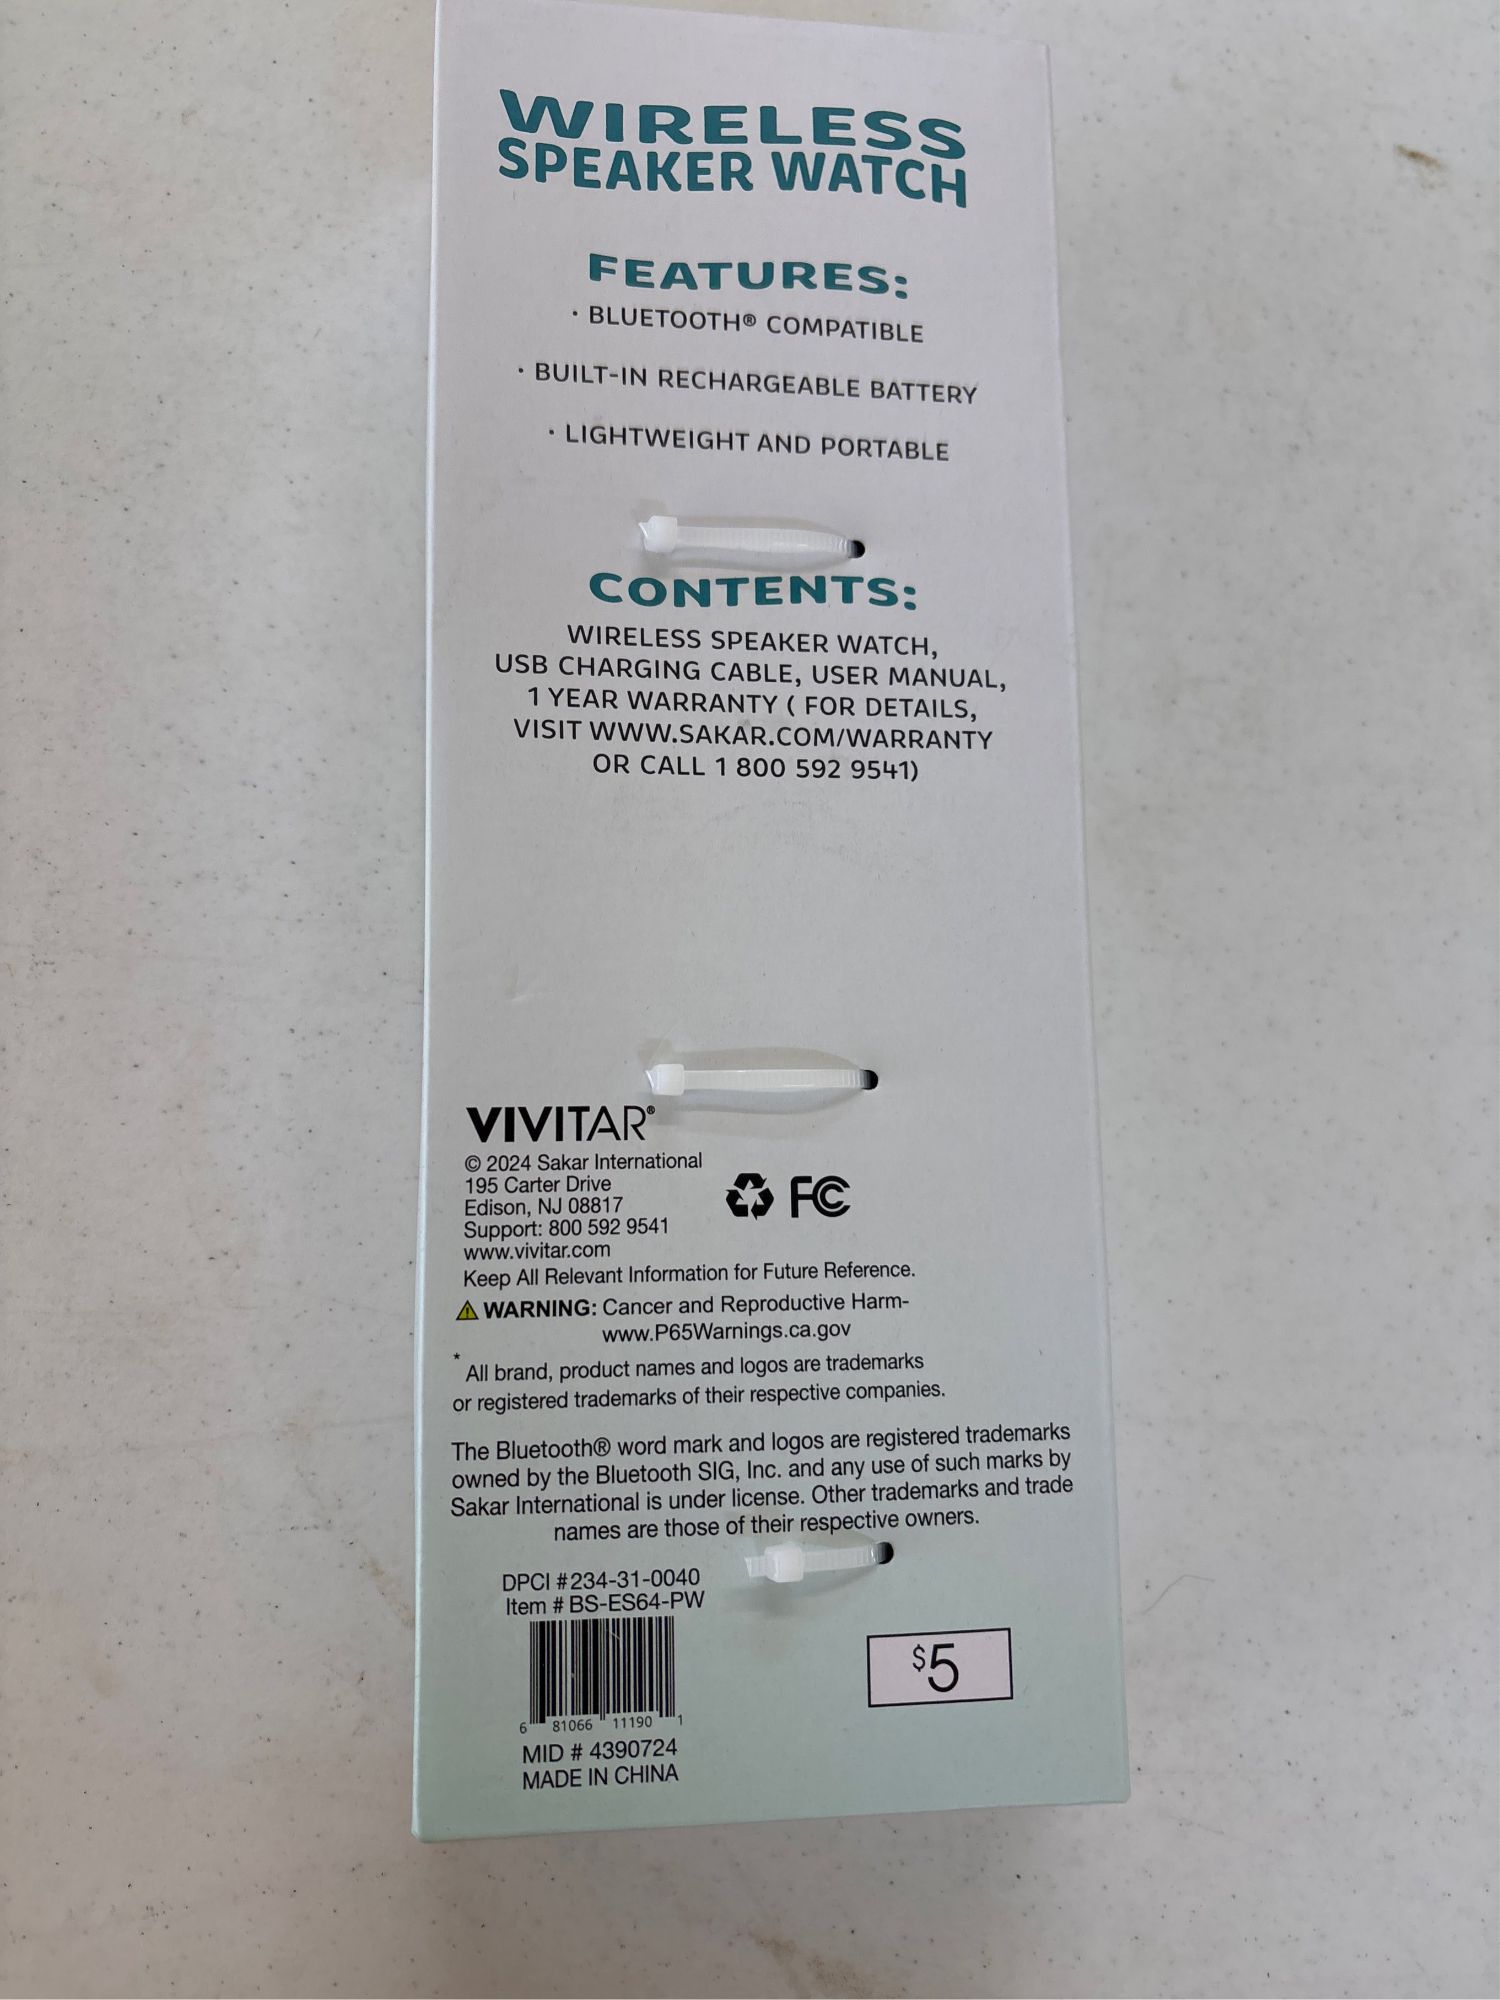 WIRELESS
SPEAKER WATCH
FEATURES:
· BLUETOOTH® COMPATIBLE
· BUILT-IN RECHARGEABLE BATTERY
· LIGHTWEIGHT AND PORTABLE
CONTENTS:
WIRELESS SPEAKER WATCH,
USB CHARGING CABLE, USER MANUAL,
1 YEAR WARRANTY ( FOR DETAILS,
VISIT WWW.SAKAR.COM/WARRANTY
OR CALL 1 800 592 9541)
VIVITAR®
© 2024 Sakar International
195 Carter Drive
Edison, NJ 08817
Support: 800 592 9541
www.vivitar.com
FC
Keep All Relevant Information for Future Reference.
WARNING: Cancer and Reproductive Harm-
www.P65Warnings.ca.gov
* All brand, product names and logos are trademarks
or registered trademarks of their respective companies.
The Bluetooth® word mark and logos are registered trademarks
owned by the Bluetooth SIG, Inc. and any use of such marks by
Sakar International is under license. Other trademarks and trade
names are those of their respective owners.
DPCI #234-31-0040
Item # BS-ES64-PW
$5
6 81066 11190 1
MID # 4390724
MADE IN CHINA